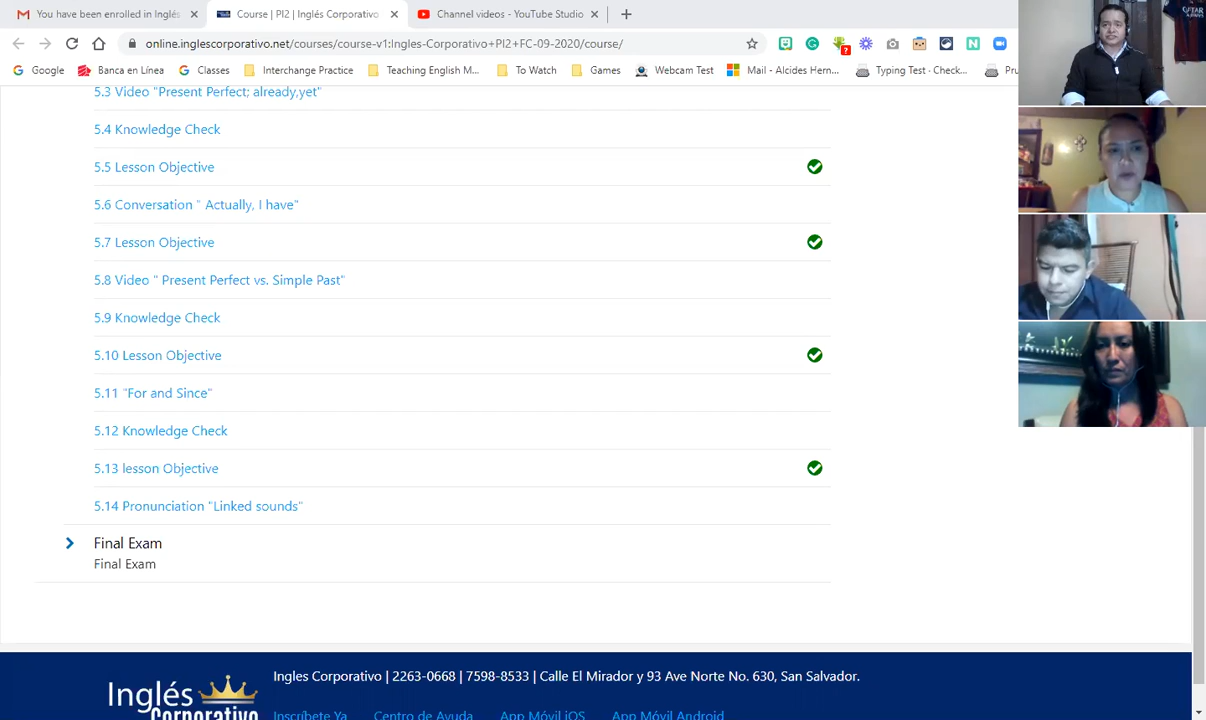 You have been enrolled in Inglés
Course | PI2 | Inglés Corporativo
Channel videos - YouTube Studio
online.inglescorporativo.net/courses/course-v1:Ingles-Corporativo+PI2+FC-09-2020/course/
Google
Banca en Línea
Classes
Interchange Practice
Teaching English M...
To Watch
Games
Webcam Test
Mail - Alcides Hern...
Typing Test · Check...
Pru
5.3 Video "Present Perfect; already,yet"
5.4 Knowledge Check
5.5 Lesson Objective
5.6 Conversation " Actually, I have"
5.7 Lesson Objective
5.8 Video " Present Perfect vs. Simple Past"
5.9 Knowledge Check
5.10 Lesson Objective
5.11 "For and Since"
5.12 Knowledge Check
5.13 lesson Objective
5.14 Pronunciation "Linked sounds"
Final Exam
Final Exam
Inglés Corporativo
Ingles Corporativo | 2263-0668 | 7598-8533 | Calle El Mirador y 93 Ave Norte No. 630, San Salvador.
Inscríbete Ya
Centro de Ayuda
App Móvil iOS
App Móvil Android